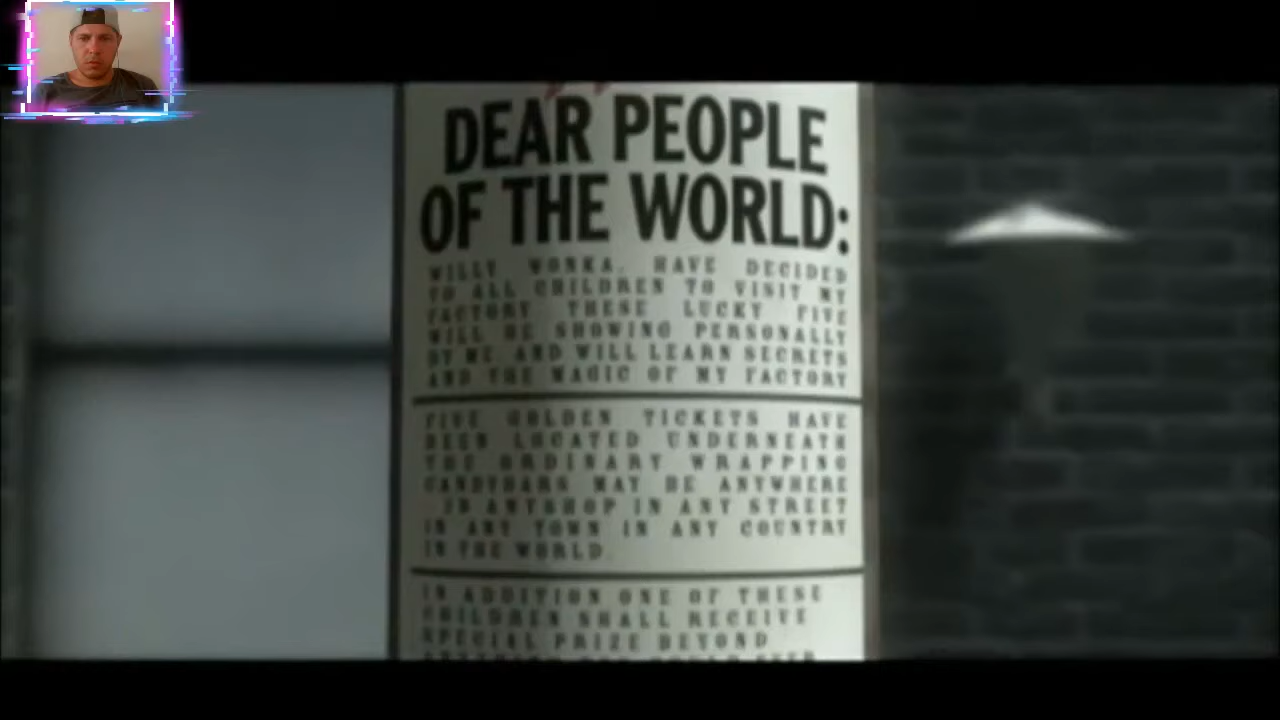 DEAR PEOPLE
OF THE WORLD:
WILLY WONKA, HAVE DECIDED
TO ALL CHILDREN TO VISIT MY
FACTORY THESE LUCKY FIVE
WILL BE SHOWING PERSONALLY
BY ME AND WILL LEARN SECRETS
AND THE MAGIC OF MY FACTORY
FIVE GOLDEN TICKETS HAVE
BEEN LOCATED UNDERNEATH
THE ORDINARY WRAPPING
CANDYBARS MAY BE ANYWHERE
IN ANYSHOP IN ANY STREET
IN ANY TOWN IN ANY COUNTRY
IN THE WORLD.
IN ADDITION ONE OF THESE
CHILDREN SHALL RECEIVE
SPECIAL PRIZE BEYOND